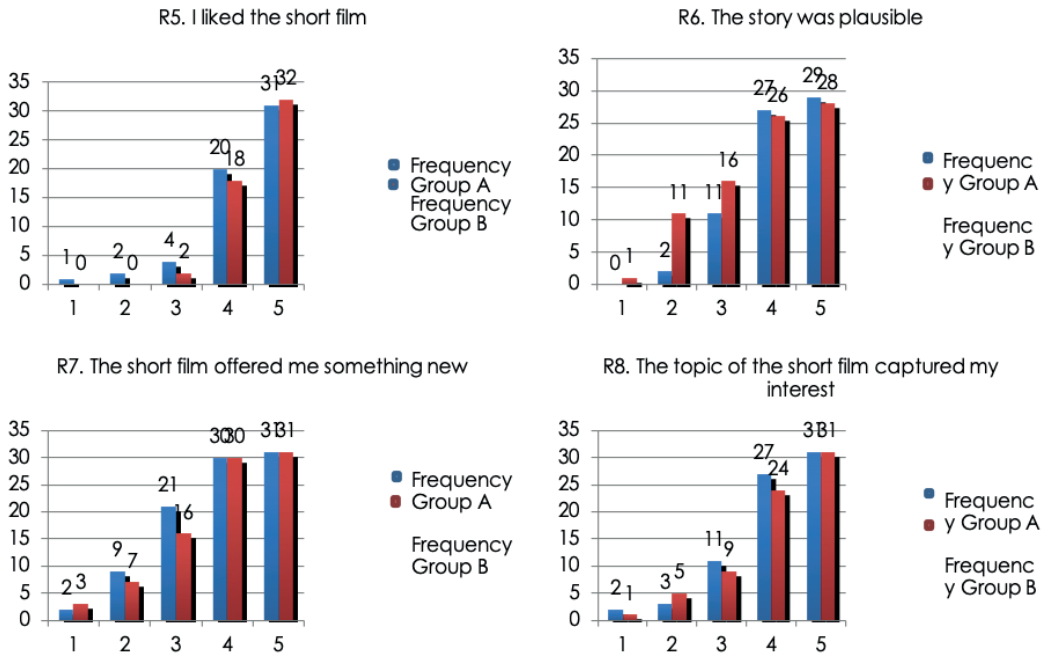 R5. I liked the short film
35
30
25
20
15
10
5
0
1 0
2 0
4 2
20 18
31 32
1 2 3 4 5
Frequency
Group A
Frequency
Group B
R6. The story was plausible
35
30
25
20
15
10
5
0
0 1
2 11
11 16
27 26
29 28
1 2 3 4 5
Frequenc
y Group A
Frequenc
y Group B
R7. The short film offered me something new
35
30
25
20
15
10
5
0
2 3
9 7
21 16
30 30
31 31
1 2 3 4 5
Frequency
Group A
Frequency
Group B
R8. The topic of the short film captured my
interest
35
30
25
20
15
10
5
0
2 1
3 5
11 9
27 24
31 31
1 2 3 4 5
Frequenc
y Group A
Frequenc
y Group B